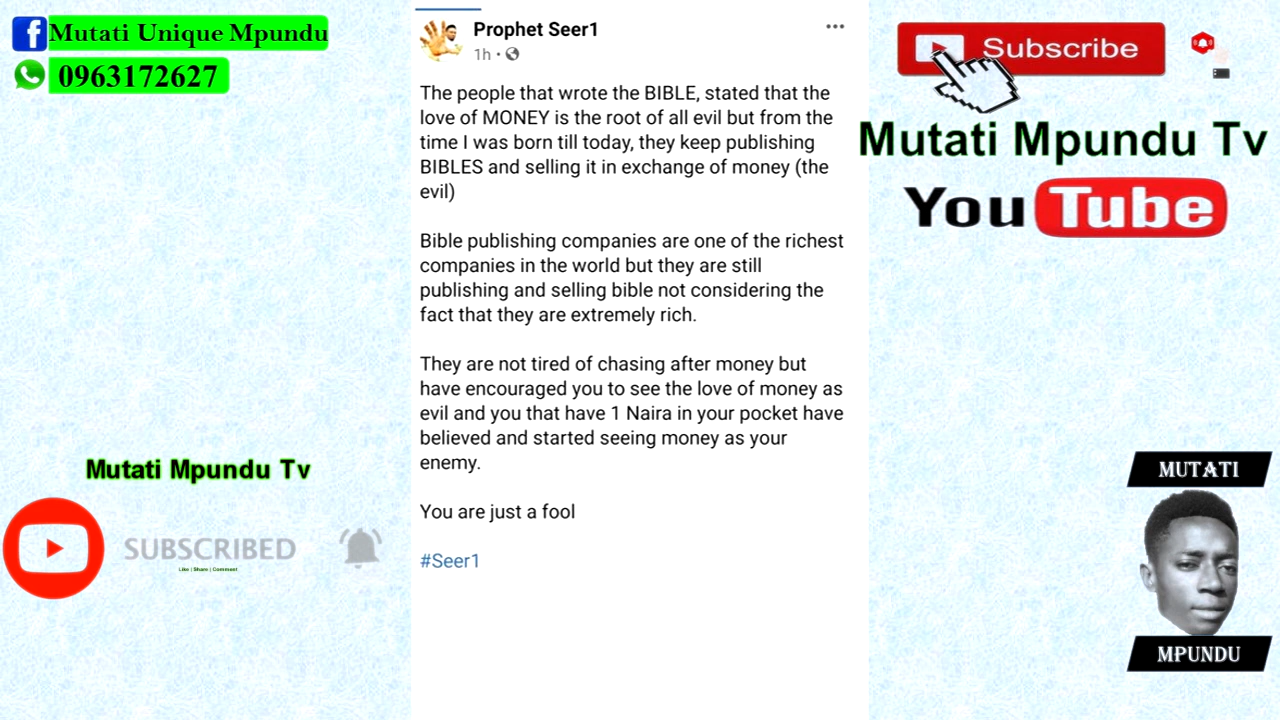 Mutati Unique Mpundu
0963172627
Prophet Seer1
1h
The people that wrote the BIBLE, stated that the
love of MONEY is the root of all evil but from the
time I was born till today, they keep publishing
BIBLES and selling it in exchange of money (the
evil)
Bible publishing companies are one of the richest
companies in the world but they are still
publishing and selling bible not considering the
fact that they are extremely rich.
They are not tired of chasing after money but
have encouraged you to see the love of money as
evil and you that have 1 Naira in your pocket have
believed and started seeing money as your
enemy.
You are just a fool
#Seer1
Subscribe
Mutati Mpundu Tv
YouTube
Mutati Mpundu Tv
SUBSCRIBED
Like | Share | Comment
MUTATI
MPUNDU